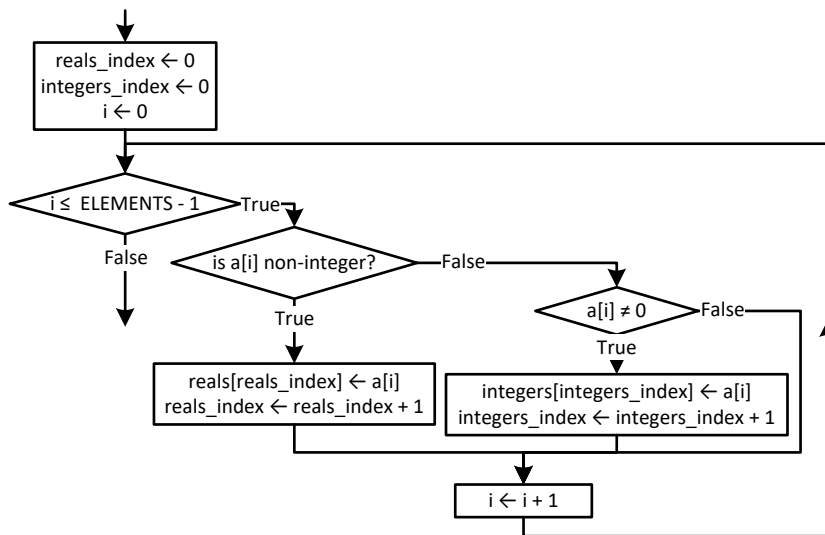 reals_index ← 0
integers_index ← 0
i ← 0
i ≤ ELEMENTS - 1
True
False
is a[i] non-integer?
False
True
a[i] ≠ 0
False
True
reals[reals_index] ← a[i]
reals_index ← reals_index + 1
integers[integers_index] ← a[i]
integers_index ← integers_index + 1
i ← i + 1